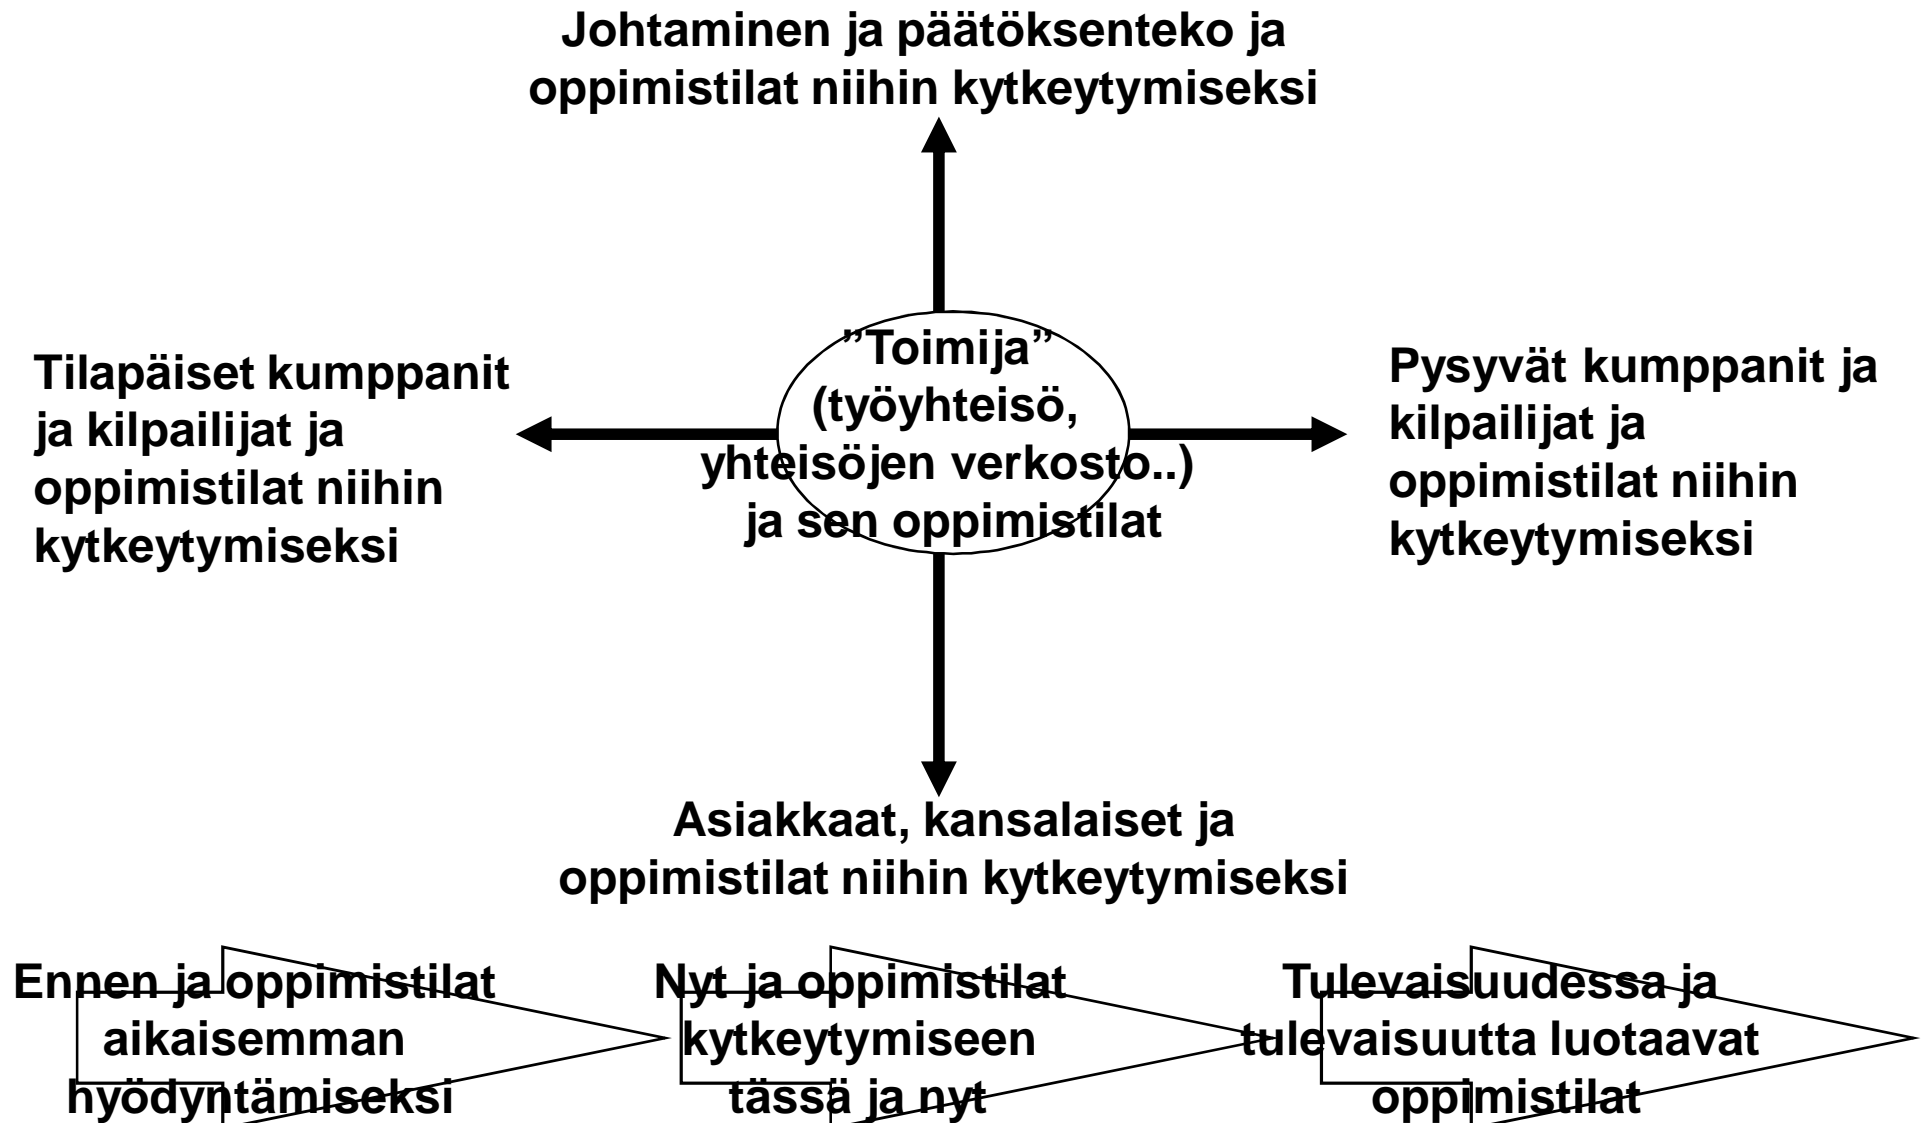 Johtaminen ja päätöksenteko ja
oppimistilat niihin kytkeytymiseksi
Tilapäiset kumppanit
ja kilpailijat ja
oppimistilat niihin
kytkeytymiseksi
”Toimija”
(työyhteisö,
yhteisöjen verkosto..)
ja sen oppimistilat
Pysyvät kumppanit ja
kilpailijat ja
oppimistilat niihin
kytkeytymiseksi
Asiakkaat, kansalaiset ja
oppimistilat niihin kytkeytymiseksi
Ennen ja oppimistilat
aikaisemman
hyödyntämiseksi
Nyt ja oppimistilat
kytkeytymiseen
tässä ja nyt
Tulevaisuudessa ja
tulevaisuutta luotaavat
oppimistilat